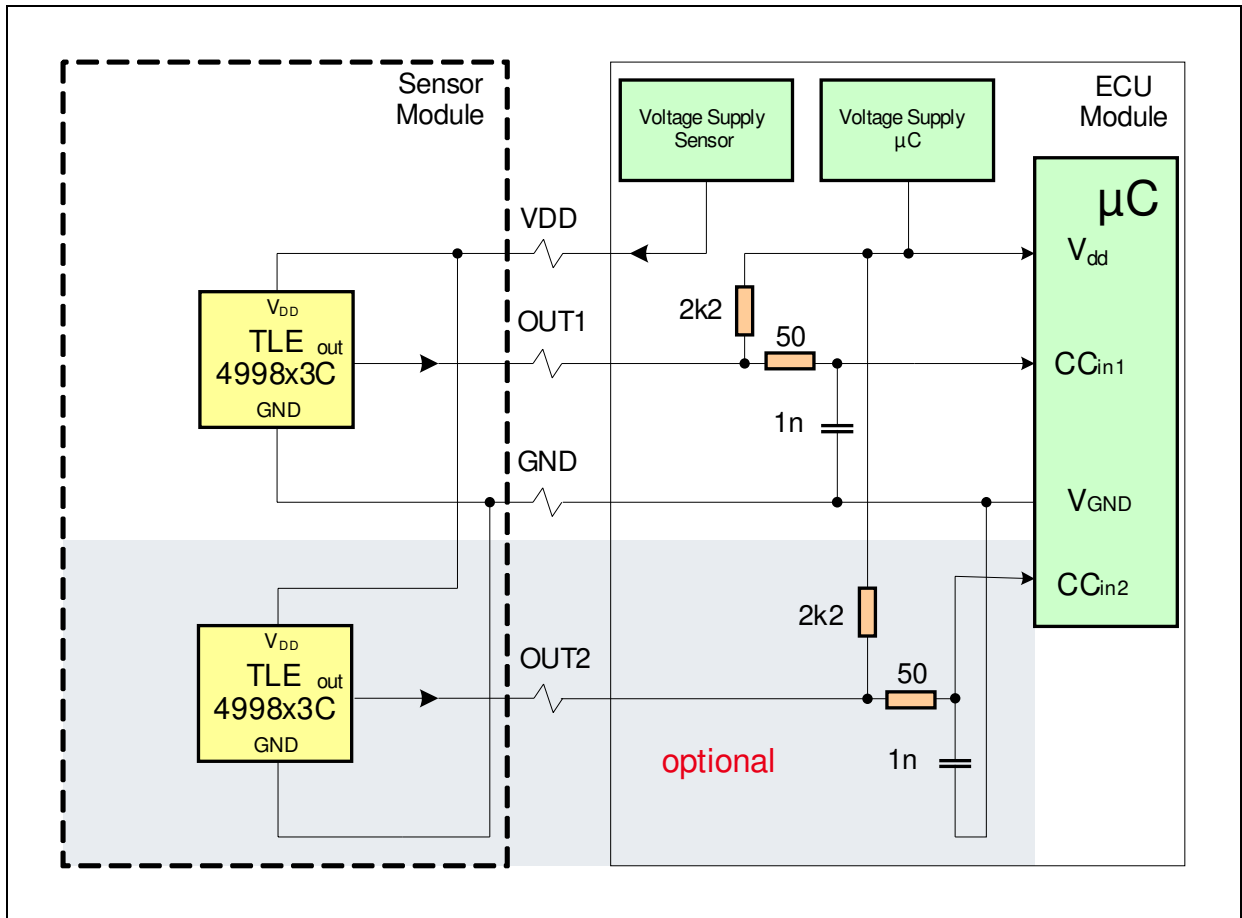 Sensor
Module
ECU
Module
Voltage Supply
Sensor
Voltage Supply
µC
µC
VDD
Vdd
VDD
TLE out
4998x3C
GND
OUT1
2k2
50
CCin1
1n
GND
VGND
CCin2
VDD
TLE out
4998x3C
GND
OUT2
2k2
50
1n
optional